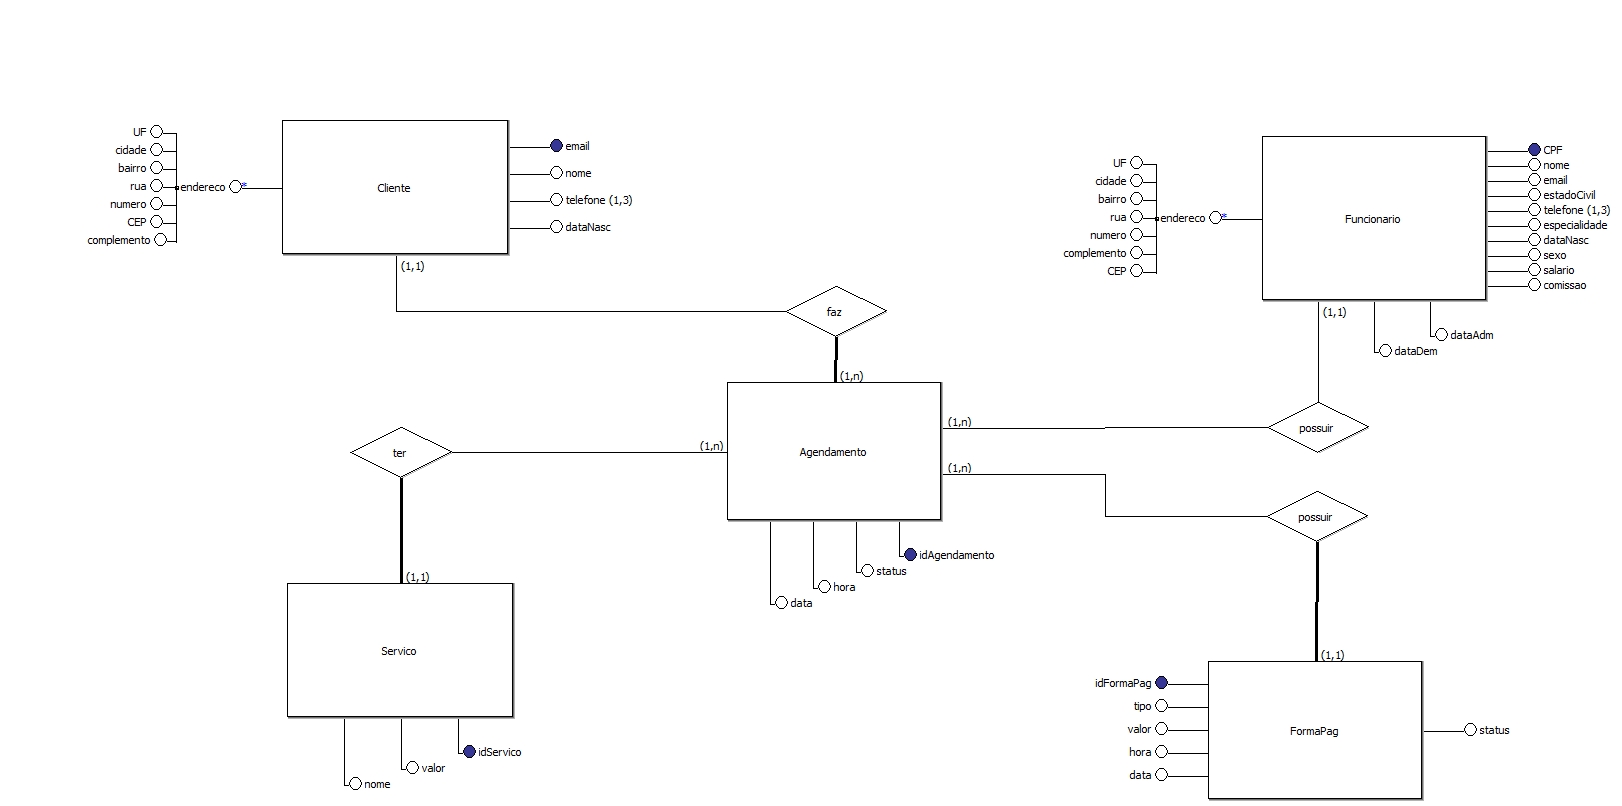 UF
cidade
bairro
rua
numero
CEP
complemento
endereco
*
Cliente
email
nome
telefone (1,3)
dataNasc
(1,1)
UF
cidade
bairro
rua
numero
complemento
CEP
endereco
*
Funcionario
CPF
nome
email
estadoCivil
telefone (1,3)
especialidade
dataNasc
sexo
salario
comissao
(1,1)
dataAdm
dataDem
faz
(1,n)
ter
(1,n)
Agendamento
(1,n)
possuir
(1,n)
possuir
idAgendamento
status
hora
data
(1,1)
Servico
idServico
valor
nome
(1,1)
idFormaPag
tipo
valor
hora
data
FormaPag
status